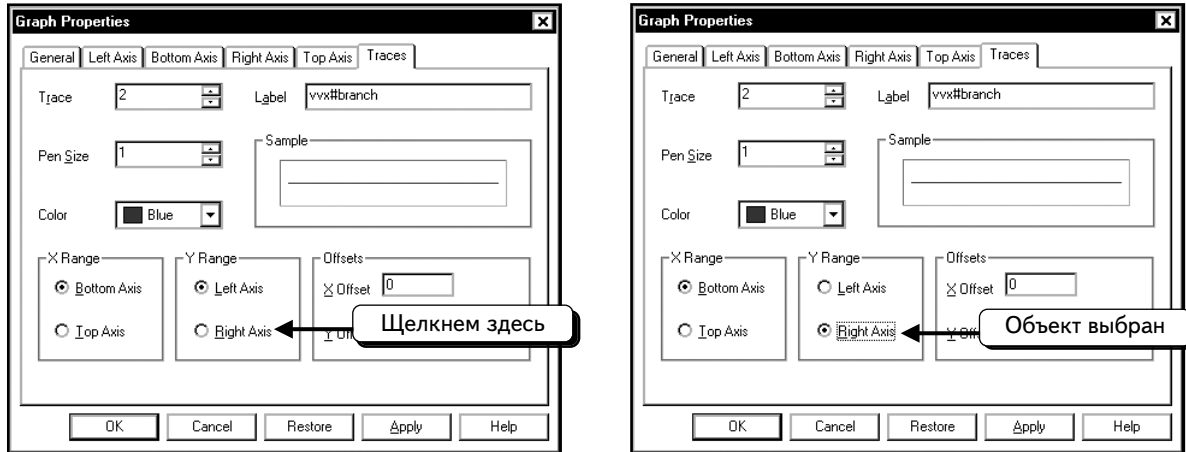 Graph Properties
General Left Axis Bottom Axis Right Axis Top Axis Traces
Trace 2 Label vvx#branch
Pen Size 1 Sample
Color Blue
X Range Y Range Offsets
Bottom Axis Left Axis X Offset 0
Top Axis Right Axis Щелкнем здесь
OK Cancel Restore Apply Help
Graph Properties
General Left Axis Bottom Axis Right Axis Top Axis Traces
Trace 2 Label vvx#branch
Pen Size 1 Sample
Color Blue
X Range Y Range Offsets
Bottom Axis Left Axis X Offset 0
Top Axis Right Axis Объект выбран
OK Cancel Restore Apply Help